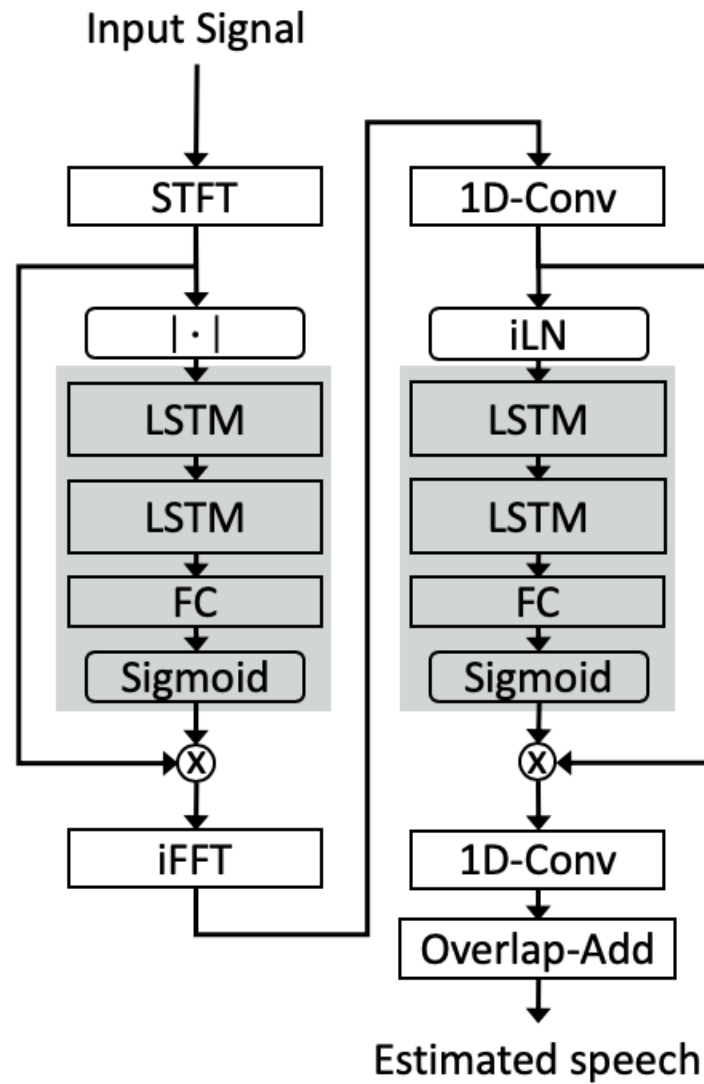 Input Signal
STFT
|·|
LSTM
LSTM
FC
Sigmoid
X
iFFT
1D-Conv
iLN
LSTM
LSTM
FC
Sigmoid
X
1D-Conv
Overlap-Add
Estimated speech